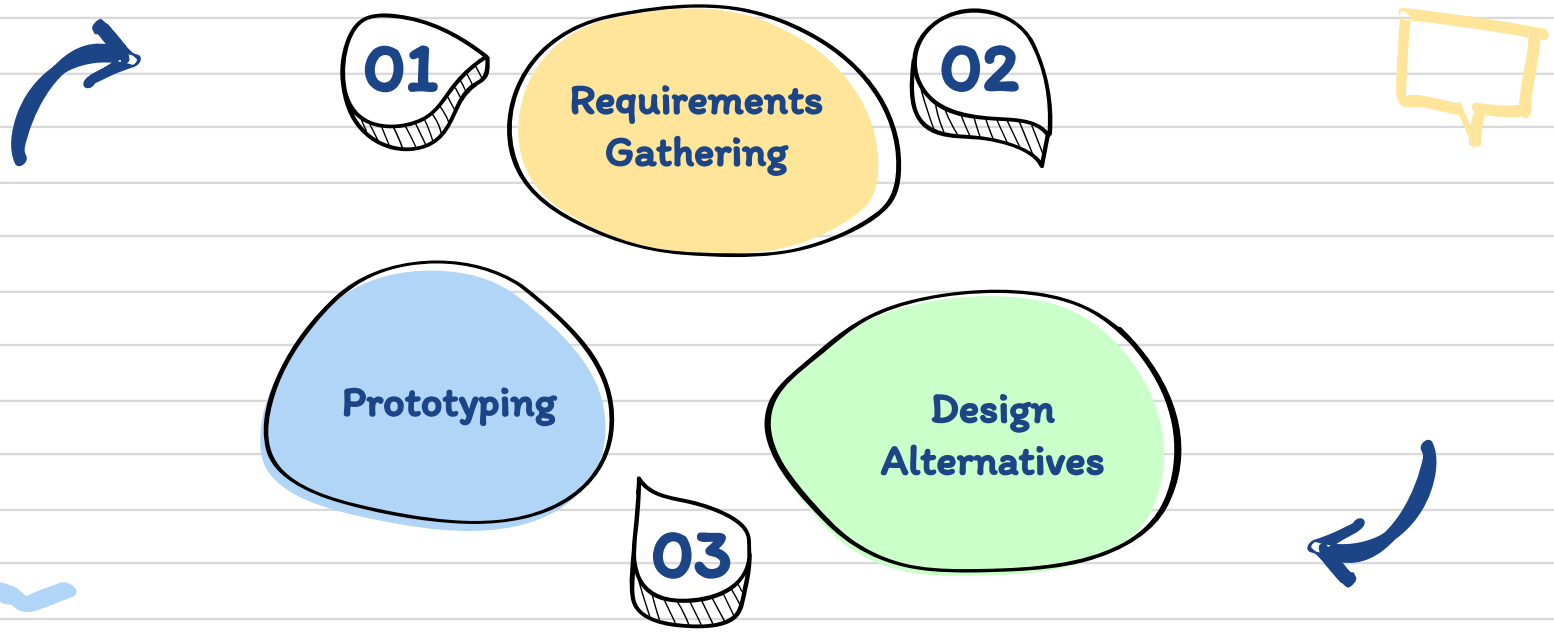 01
Requirements
Gathering
02
Prototyping
Design
Alternatives
03